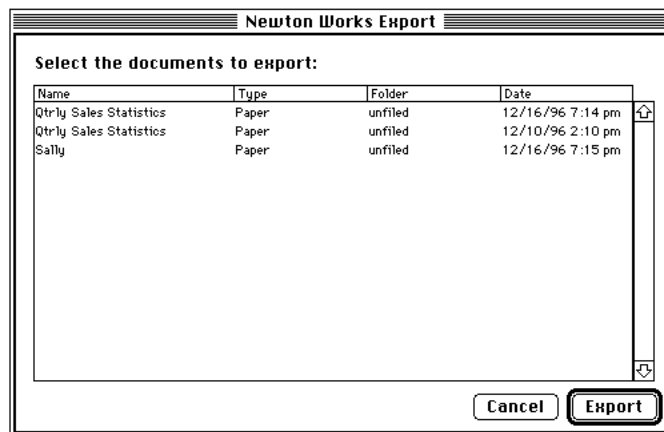 Newton Works Export
Select the documents to export:
Name Type Folder Date
Qtrly Sales Statistics Paper unfiled 12/16/96 7:14 pm
Qtrly Sales Statistics Paper unfiled 12/10/96 2:10 pm
Sally Paper unfiled 12/16/96 7:15 pm
Cancel Export